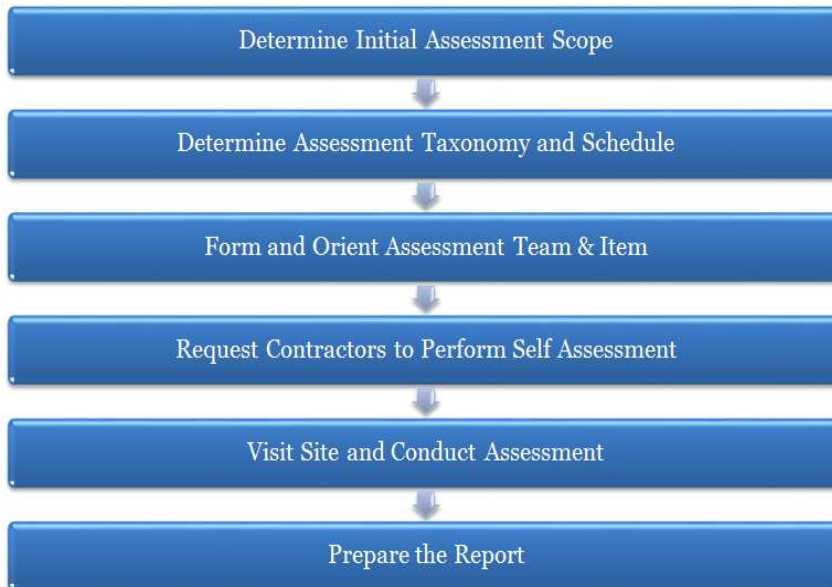 Determine Initial Assessment Scope
Determine Assessment Taxonomy and Schedule
Form and Orient Assessment Team & Item
Request Contractors to Perform Self Assessment
Visit Site and Conduct Assessment
Prepare the Report